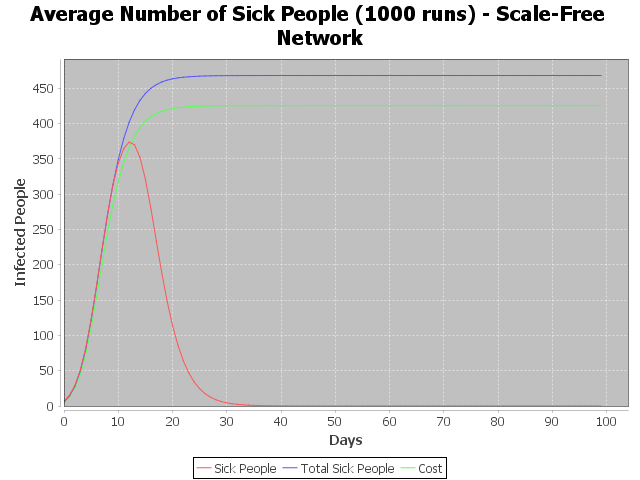 Average Number of Sick People (1000 runs) - Scale-Free
Network
Infected People
450
400
350
300
250
200
150
100
50
0
0 10 20 30 40 50 60 70 80 90 100
Days
Sick People Total Sick People Cost